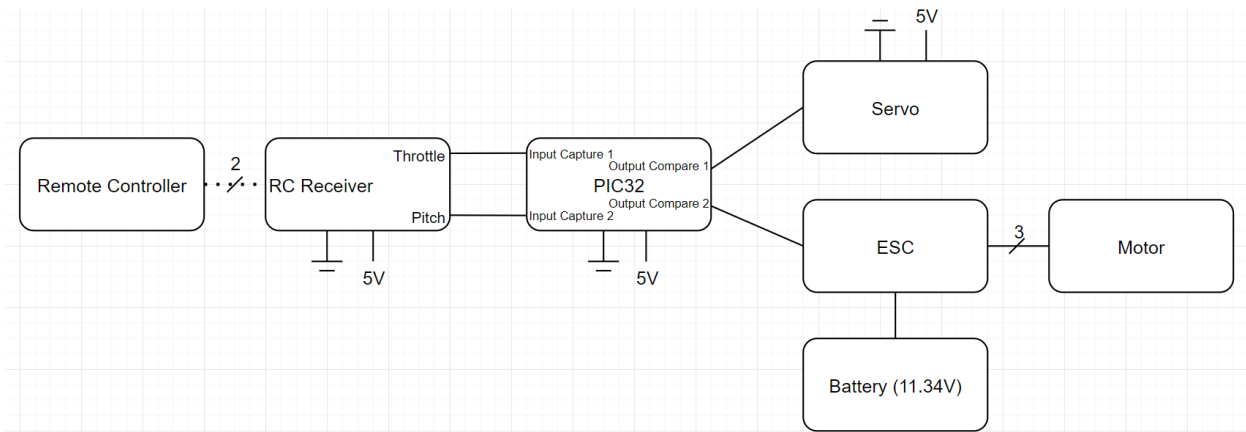 5V
Servo
Remote Controller
2
RC Receiver
Throttle
Pitch
5V
Input Capture 1
Output Compare 1
PIC32
Output Compare 2
Input Capture 2
5V
ESC
3
Motor
Battery (11.34V)